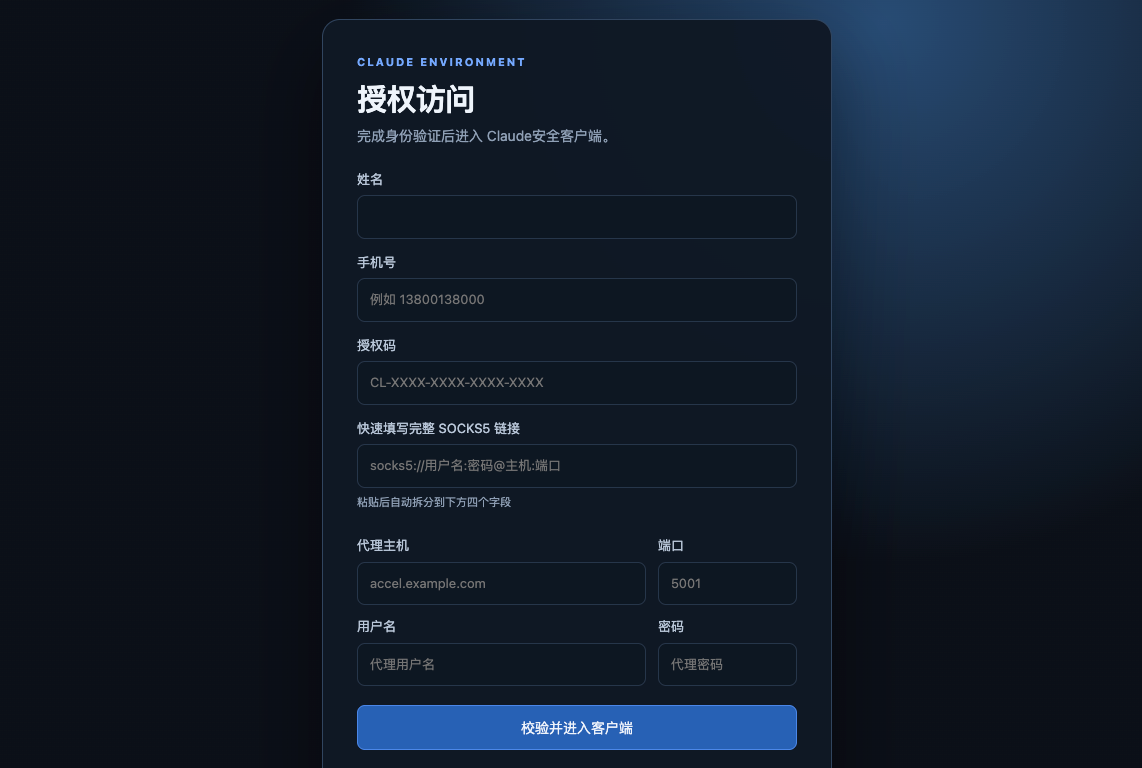 CLAUDE ENVIRONMENT
授权访问
完成身份验证后进入 Claude安全客户端。
姓名
手机号
例如 13800138000
授权码
CL-XXXX-XXXX-XXXX-XXXX
快速填写完整 SOCKS5 链接
socks5://用户名:密码@主机:端口
粘贴后自动拆分到下方四个字段
代理主机 端口
accel.example.com 5001
用户名 密码
代理用户名 代理密码
校验并进入客户端